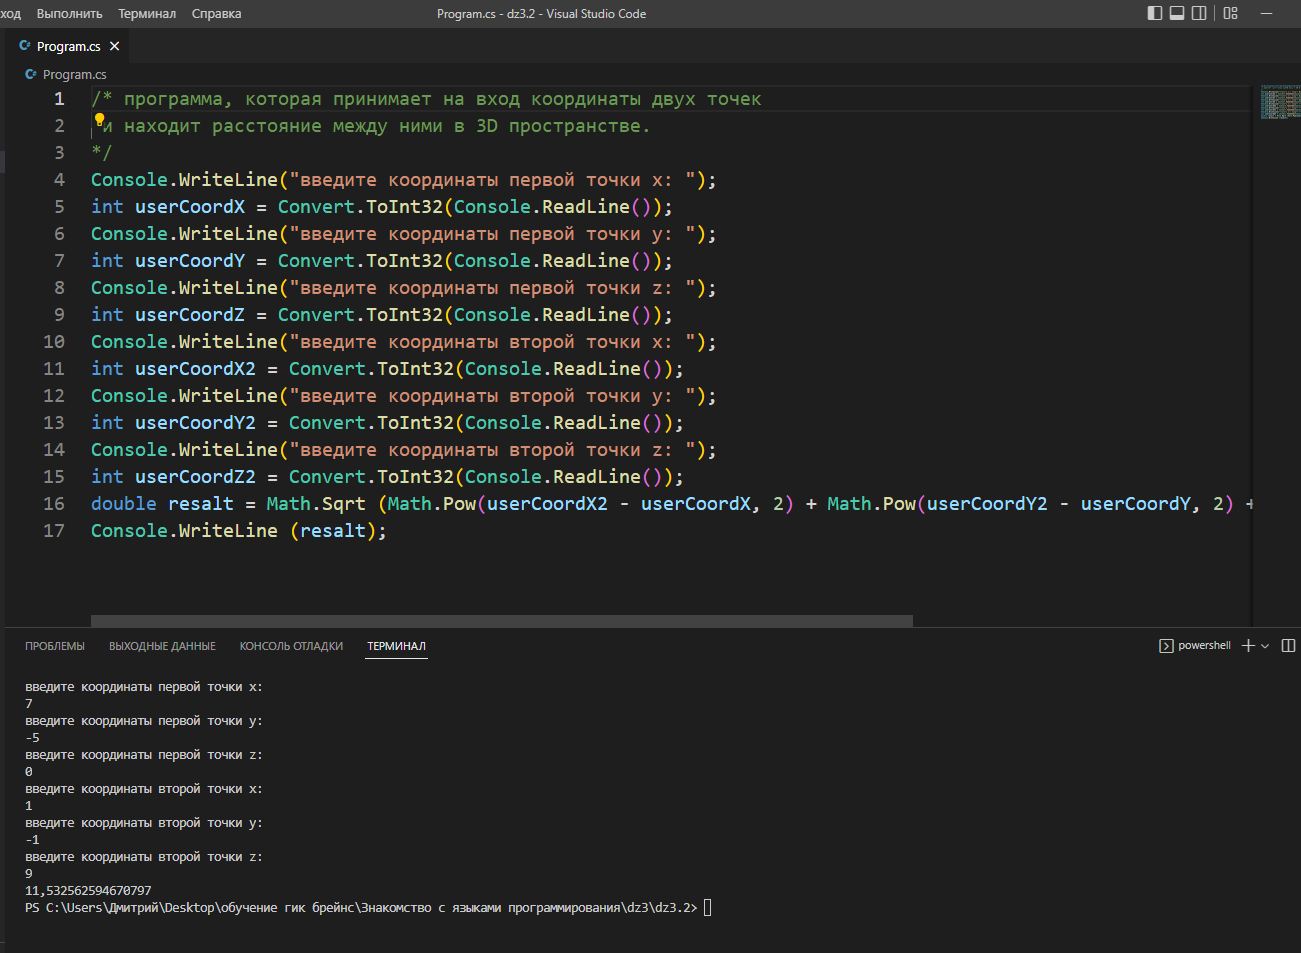 ход Выполнить Терминал Справка Program.cs - dz3.2 - Visual Studio Code
Program.cs
Program.cs
1 /* программа, которая принимает на вход координаты двух точек
2 и находит расстояние между ними в 3D пространстве.
3 */
4 Console.WriteLine("введите координаты первой точки x: ");
5 int userCoordX = Convert.ToInt32(Console.ReadLine());
6 Console.WriteLine("введите координаты первой точки y: ");
7 int userCoordY = Convert.ToInt32(Console.ReadLine());
8 Console.WriteLine("введите координаты первой точки z: ");
9 int userCoordZ = Convert.ToInt32(Console.ReadLine());
10 Console.WriteLine("введите координаты второй точки x: ");
11 int userCoordX2 = Convert.ToInt32(Console.ReadLine());
12 Console.WriteLine("введите координаты второй точки y: ");
13 int userCoordY2 = Convert.ToInt32(Console.ReadLine());
14 Console.WriteLine("введите координаты второй точки z: ");
15 int userCoordZ2 = Convert.ToInt32(Console.ReadLine());
16 double resalt = Math.Sqrt (Math.Pow(userCoordX2 - userCoordX, 2) + Math.Pow(userCoordY2 - userCoordY, 2) +
17 Console.WriteLine (resalt);
ПРОБЛЕМЫ ВЫХОДНЫЕ ДАННЫЕ КОНСОЛЬ ОТЛАДКИ ТЕРМИНАЛ powershell
введите координаты первой точки x:
7
введите координаты первой точки y:
-5
введите координаты первой точки z:
0
введите координаты второй точки x:
1
введите координаты второй точки y:
-1
введите координаты второй точки z:
9
11,532562594670797
PS C:\Users\Дмитрий\Desktop\обучение гик брейнс\Знакомство с языками программирования\dz3\dz3.2>